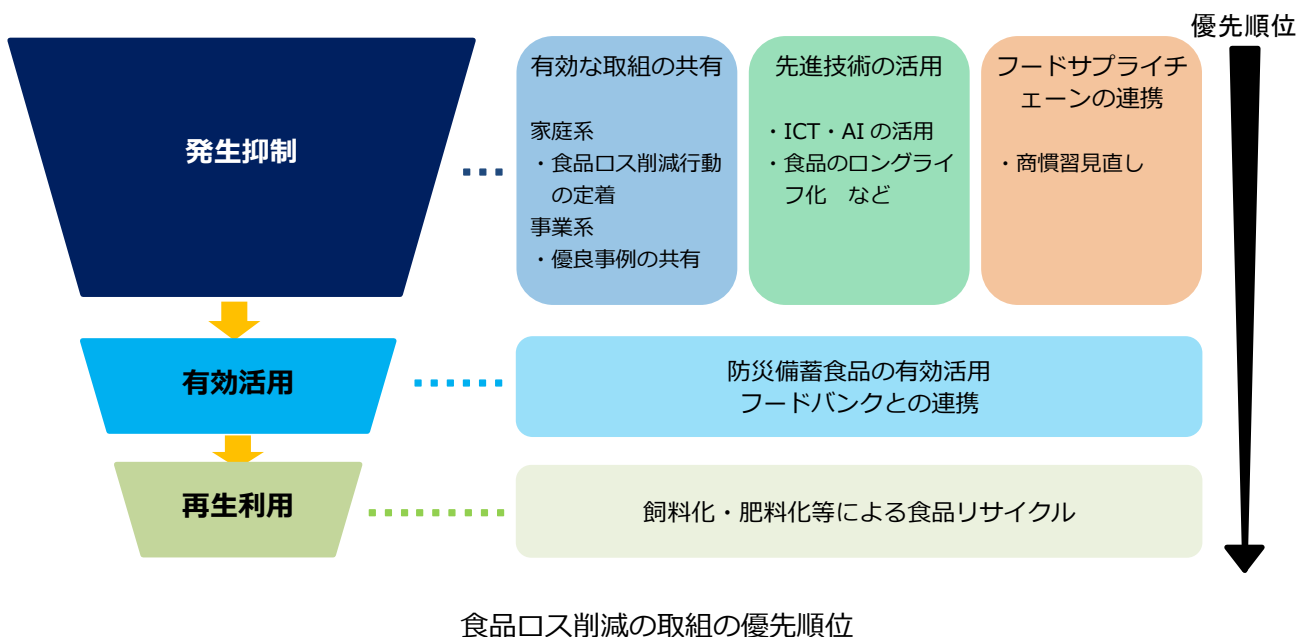 優先順位
発生抑制
有効な取組の共有
家庭系
・食品ロス削減行動
の定着
事業系
・優良事例の共有
先進技術の活用
・ICT・AI の活用
・食品のロングライ
フ化　など
フードサプライチ
ェーンの連携
・商慣習見直し
有効活用
防災備蓄食品の有効活用
フードバンクとの連携
再生利用
飼料化・肥料化等による食品リサイクル
食品ロス削減の取組の優先順位